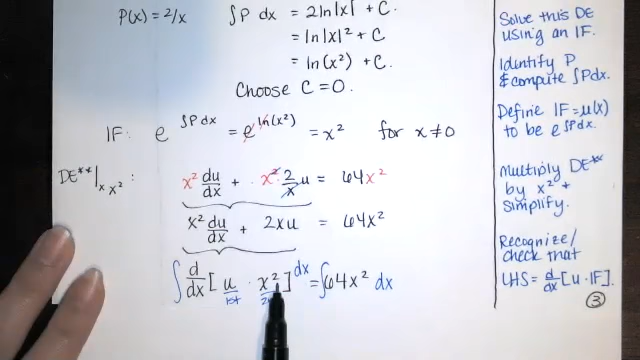 P(x) = 2/x   ∫P dx = 2ln|x| + C.
= ln|x|² + C
= ln(x²) + C
Choose C = 0.
IF: e^∫Pdx = e^ln(x²) = x² for x ≠ 0
DE**|ₓ ₓ² : x² du/dx + x² 2/x u = 64x²
x² du/dx + 2xu = 64x²
∫ d/dx [u · x²] dx = ∫64x² dx
1st 2nd
Solve this DE
using an IF.
Identify P
& compute ∫Pdx.
Define IF = μ(x)
to be e^∫Pdx.
Multiply DE**
by x² +
simplify.
Recognize/
check that
LHS = d/dx [u · IF].
3